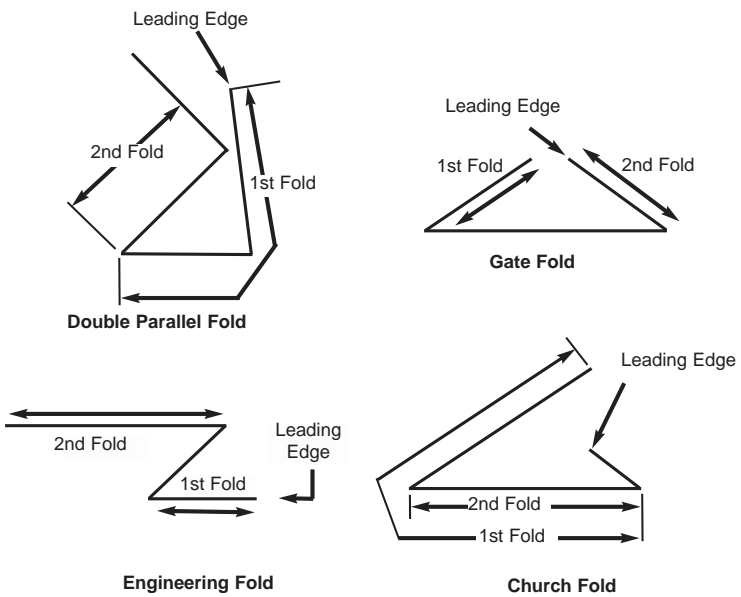 Leading Edge
2nd Fold
1st Fold
Double Parallel Fold
Leading Edge
1st Fold
2nd Fold
Gate Fold
2nd Fold
1st Fold
Leading
Edge
Engineering Fold
Leading Edge
2nd Fold
1st Fold
Church Fold